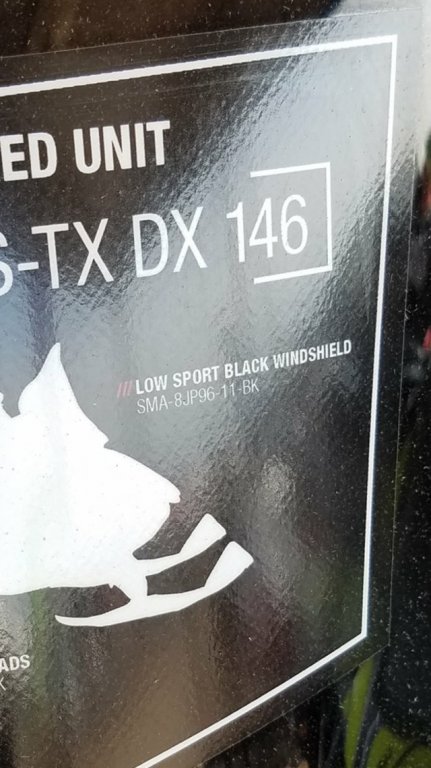 ED UNIT
S-TX DX 146
/// LOW SPORT BLACK WINDSHIELD
SMA-8JP96-11-BK
ADS
K